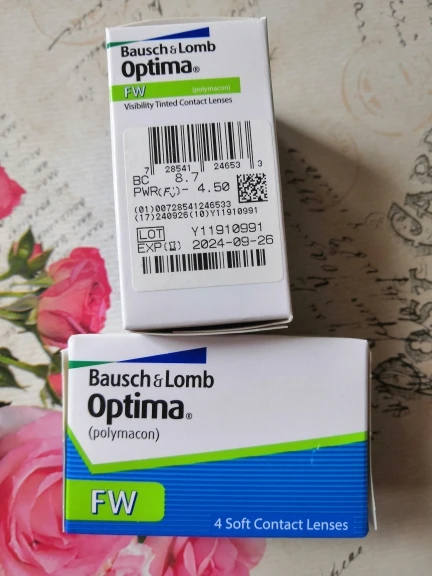 Bausch & Lomb
Optima®
FW (polymacon)
Visibility Tinted Contact Lenses
7 28541 24653 3
BC 8.7
PWR(F'v)- 4.50
(01)00728541246533
(17)240926(10)Y11910991
LOT Y11910991
EXP(⌛) 2024-09-26
Bausch & Lomb
Optima®
(polymacon)
FW
4 Soft Contact Lenses